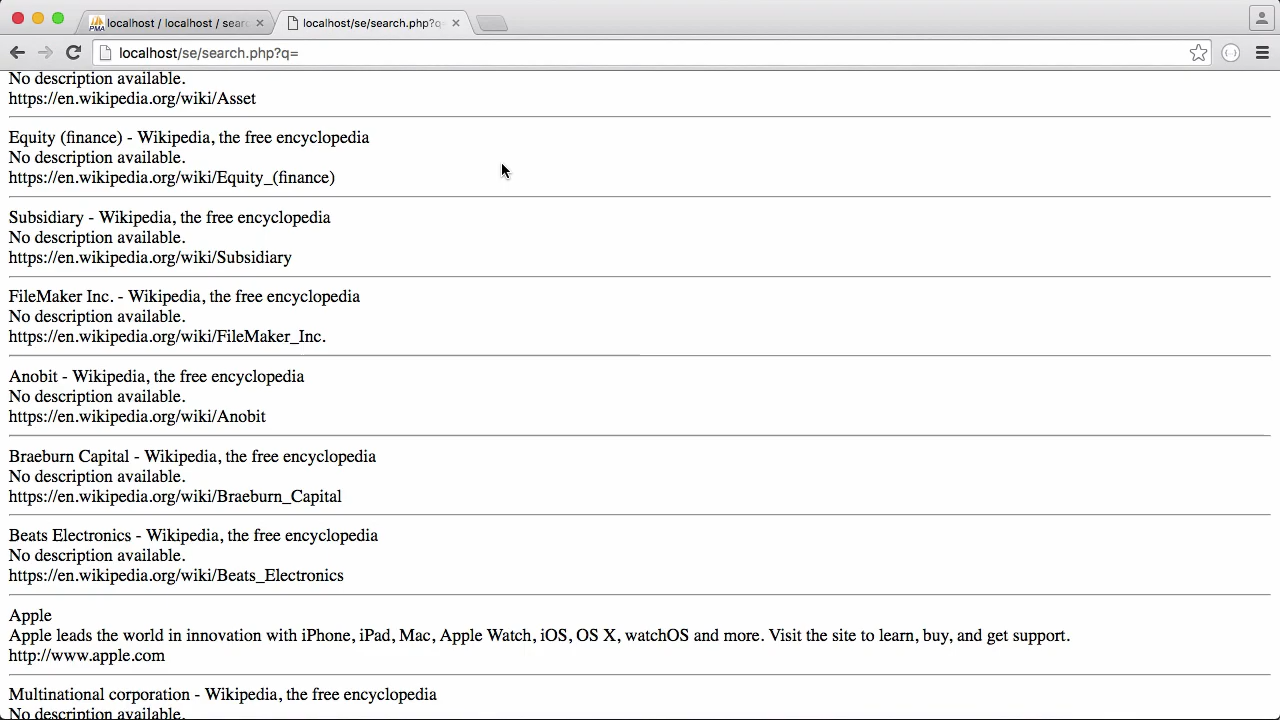 localhost / localhost / sear
localhost/se/search.php?q=
PMA
localhost/se/search.php?q=
No description available.
https://en.wikipedia.org/wiki/Asset
Equity (finance) - Wikipedia, the free encyclopedia
No description available.
https://en.wikipedia.org/wiki/Equity_(finance)
Subsidiary - Wikipedia, the free encyclopedia
No description available.
https://en.wikipedia.org/wiki/Subsidiary
FileMaker Inc. - Wikipedia, the free encyclopedia
No description available.
https://en.wikipedia.org/wiki/FileMaker_Inc.
Anobit - Wikipedia, the free encyclopedia
No description available.
https://en.wikipedia.org/wiki/Anobit
Braeburn Capital - Wikipedia, the free encyclopedia
No description available.
https://en.wikipedia.org/wiki/Braeburn_Capital
Beats Electronics - Wikipedia, the free encyclopedia
No description available.
https://en.wikipedia.org/wiki/Beats_Electronics
Apple
Apple leads the world in innovation with iPhone, iPad, Mac, Apple Watch, iOS, OS X, watchOS and more. Visit the site to learn, buy, and get support.
http://www.apple.com
Multinational corporation - Wikipedia, the free encyclopedia
No description available.